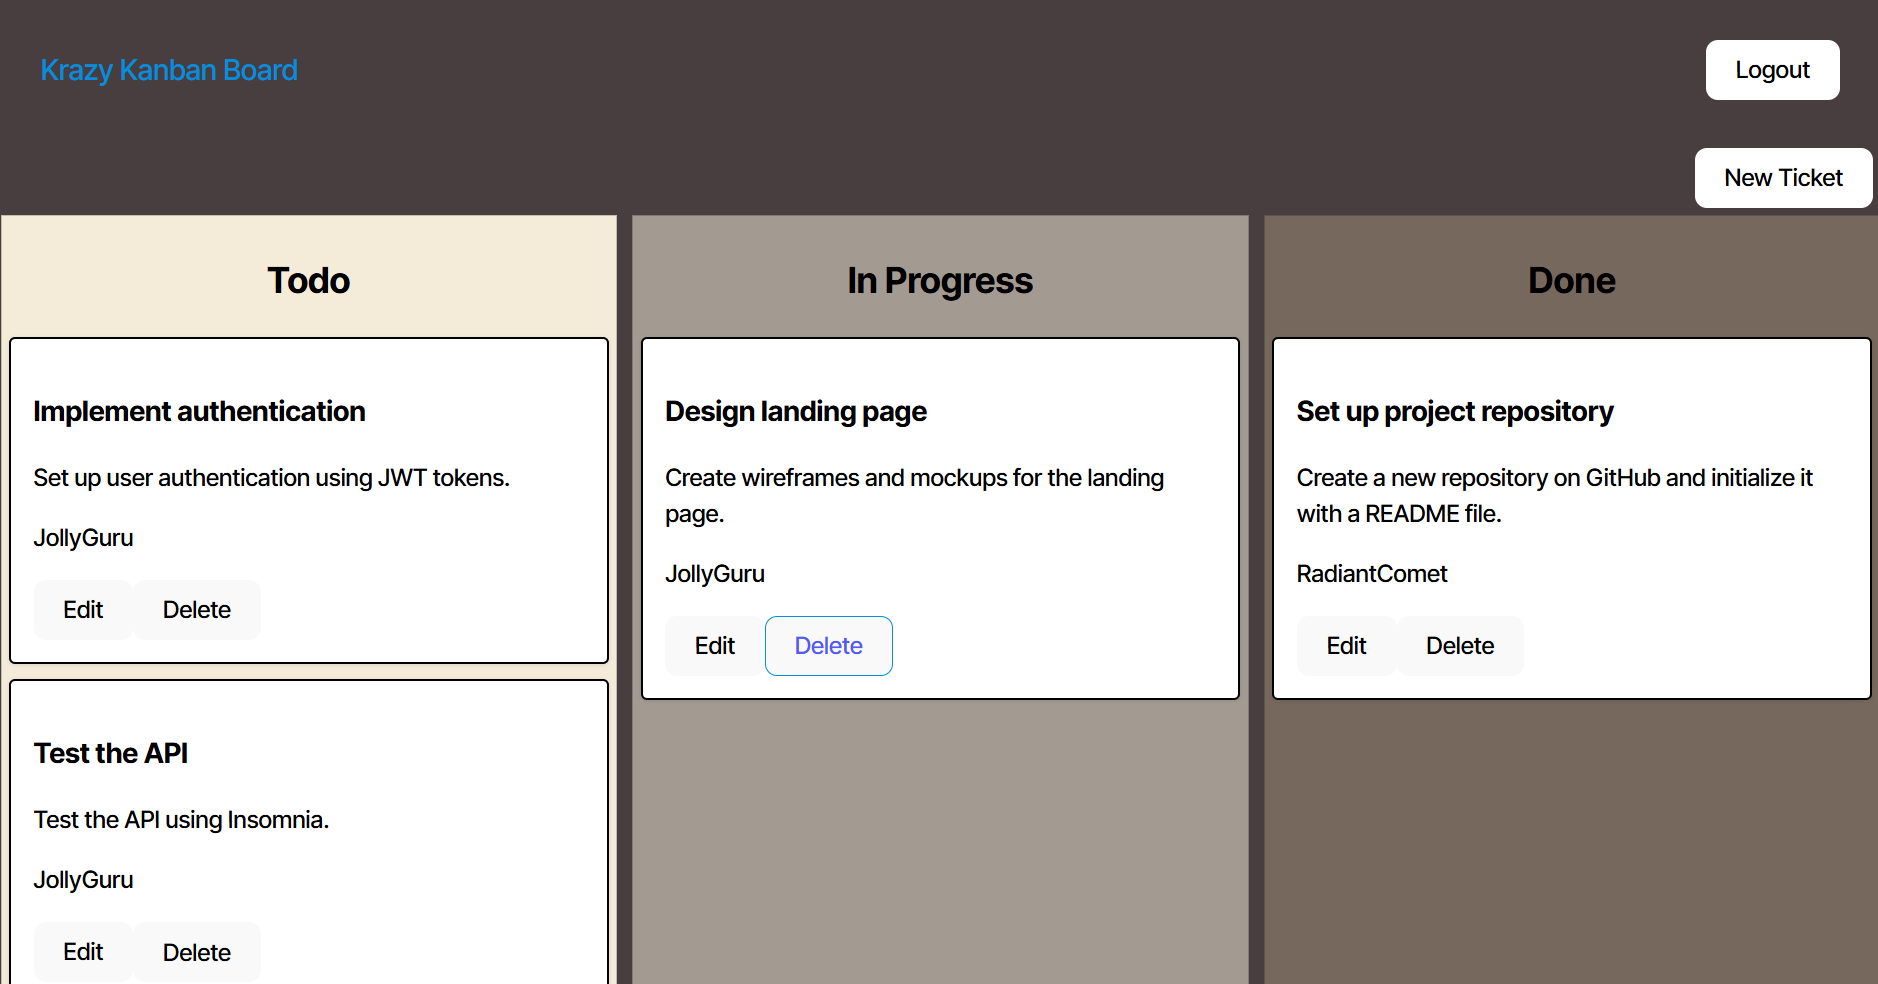 Krazy Kanban Board
Logout
New Ticket
Todo
Implement authentication
Set up user authentication using JWT tokens.
JollyGuru
Edit
Delete
Test the API
Test the API using Insomnia.
JollyGuru
Edit
Delete
In Progress
Design landing page
Create wireframes and mockups for the landing
page.
JollyGuru
Edit
Delete
Done
Set up project repository
Create a new repository on GitHub and initialize it
with a README file.
RadiantComet
Edit
Delete